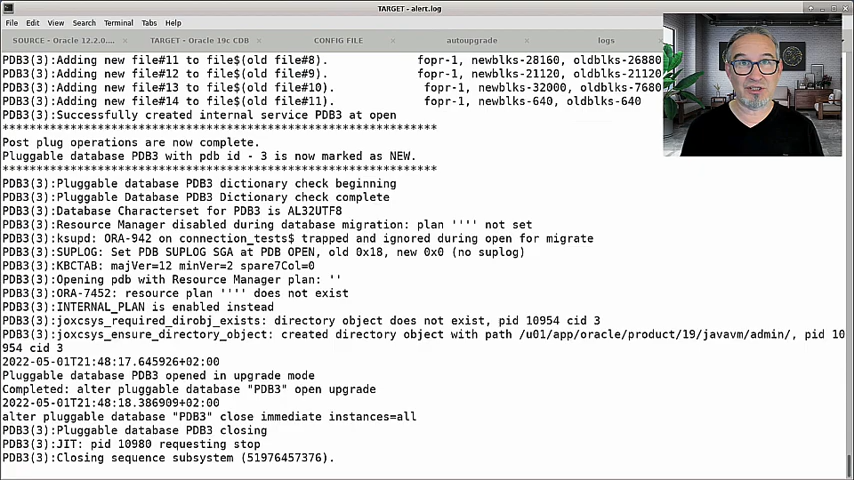 TARGET - alert.log
File Edit View Search Terminal Tabs Help
SOURCE - Oracle 12.2.0.... × TARGET - Oracle 19c CDB × CONFIG FILE autoupgrade × logs
PDB3(3):Adding new file#11 to file$(old file#8). fopr-1, newblks-28160, oldblks-26880
PDB3(3):Adding new file#12 to file$(old file#9). fopr-1, newblks-21120, oldblks-21120
PDB3(3):Adding new file#13 to file$(old file#10). fopr-1, newblks-32000, oldblks-7680
PDB3(3):Adding new file#14 to file$(old file#11). fopr-1, newblks-640, oldblks-640
PDB3(3):Successfully created internal service PDB3 at open
****************************************************************
Post plug operations are now complete.
Pluggable database PDB3 with pdb id - 3 is now marked as NEW.
****************************************************************
PDB3(3):Pluggable database PDB3 dictionary check beginning
PDB3(3):Pluggable Database PDB3 Dictionary check complete
PDB3(3):Database Characterset for PDB3 is AL32UTF8
PDB3(3):Resource Manager disabled during database migration: plan '''' not set
PDB3(3):ksupd: ORA-942 on connection_tests$ trapped and ignored during open for migrate
PDB3(3):SUPLOG: Set PDB SUPLOG SGA at PDB OPEN, old 0x18, new 0x0 (no suplog)
PDB3(3):KBCTAB: majVer=12 minVer=2 spare7Col=0
PDB3(3):Opening pdb with Resource Manager plan: ''
PDB3(3):ORA-7452: resource plan '''' does not exist
PDB3(3):INTERNAL_PLAN is enabled instead
PDB3(3):joxcsys_required_dirobj_exists: directory object does not exist, pid 10954 cid 3
PDB3(3):joxcsys_ensure_directory_object: created directory object with path /u01/app/oracle/product/19/javavm/admin/, pid 10
954 cid 3
2022-05-01T21:48:17.645926+02:00
Pluggable database PDB3 opened in upgrade mode
Completed: alter pluggable database "PDB3" open upgrade
2022-05-01T21:48:18.386909+02:00
alter pluggable database "PDB3" close immediate instances=all
PDB3(3):Pluggable database PDB3 closing
PDB3(3):JIT: pid 10980 requesting stop
PDB3(3):Closing sequence subsystem (51976457376).